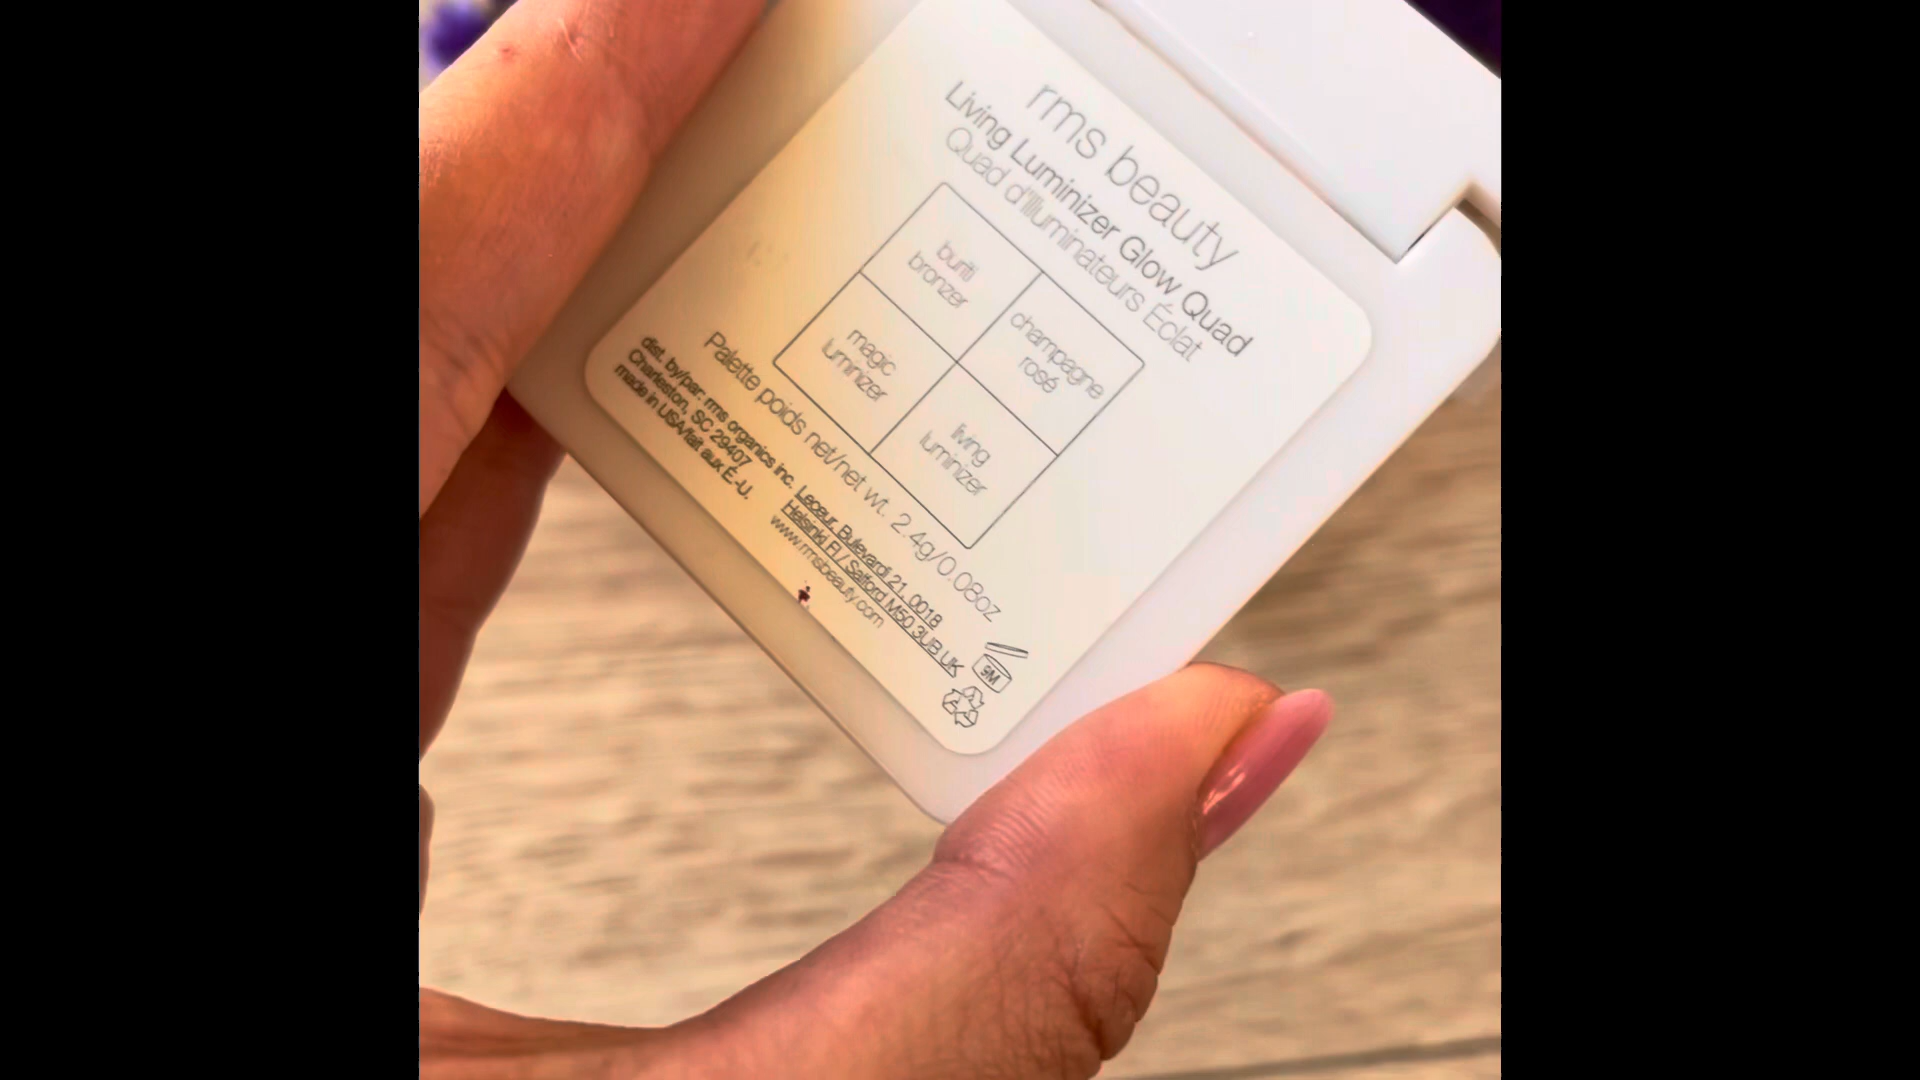 rms beauty
Living Luminizer Glow Quad
Quad d'Illuminateurs Éclat
buriti
bronzer
champagne
rosé
magic
luminizer
living
luminizer
Palette poids net/net wt. 2.4g/0.08oz
dist. by/par: rms organics inc.
Charleston, SC 29407
made in USA/fait aux É.-U.
Leceur, Bulevardi 21, 0018
Helsinki FI / Salford M50 3UB UK
www.rmsbeauty.com
9M